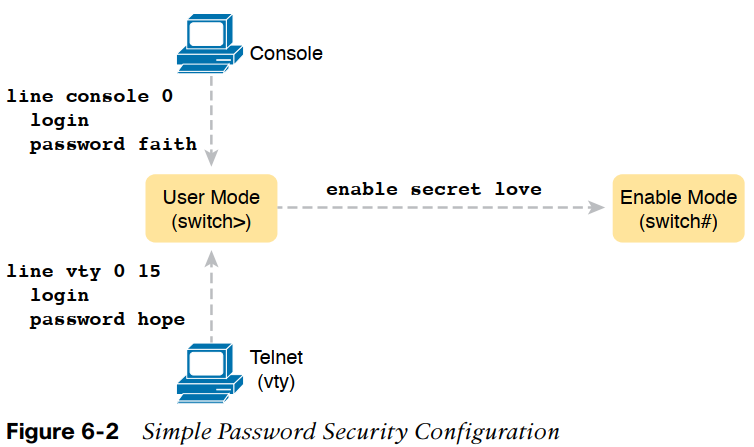 Console
line console 0
login
password faith
User Mode
(switch>)
enable secret love
Enable Mode
(switch#)
line vty 0 15
login
password hope
Telnet
(vty)
Figure 6-2 Simple Password Security Configuration